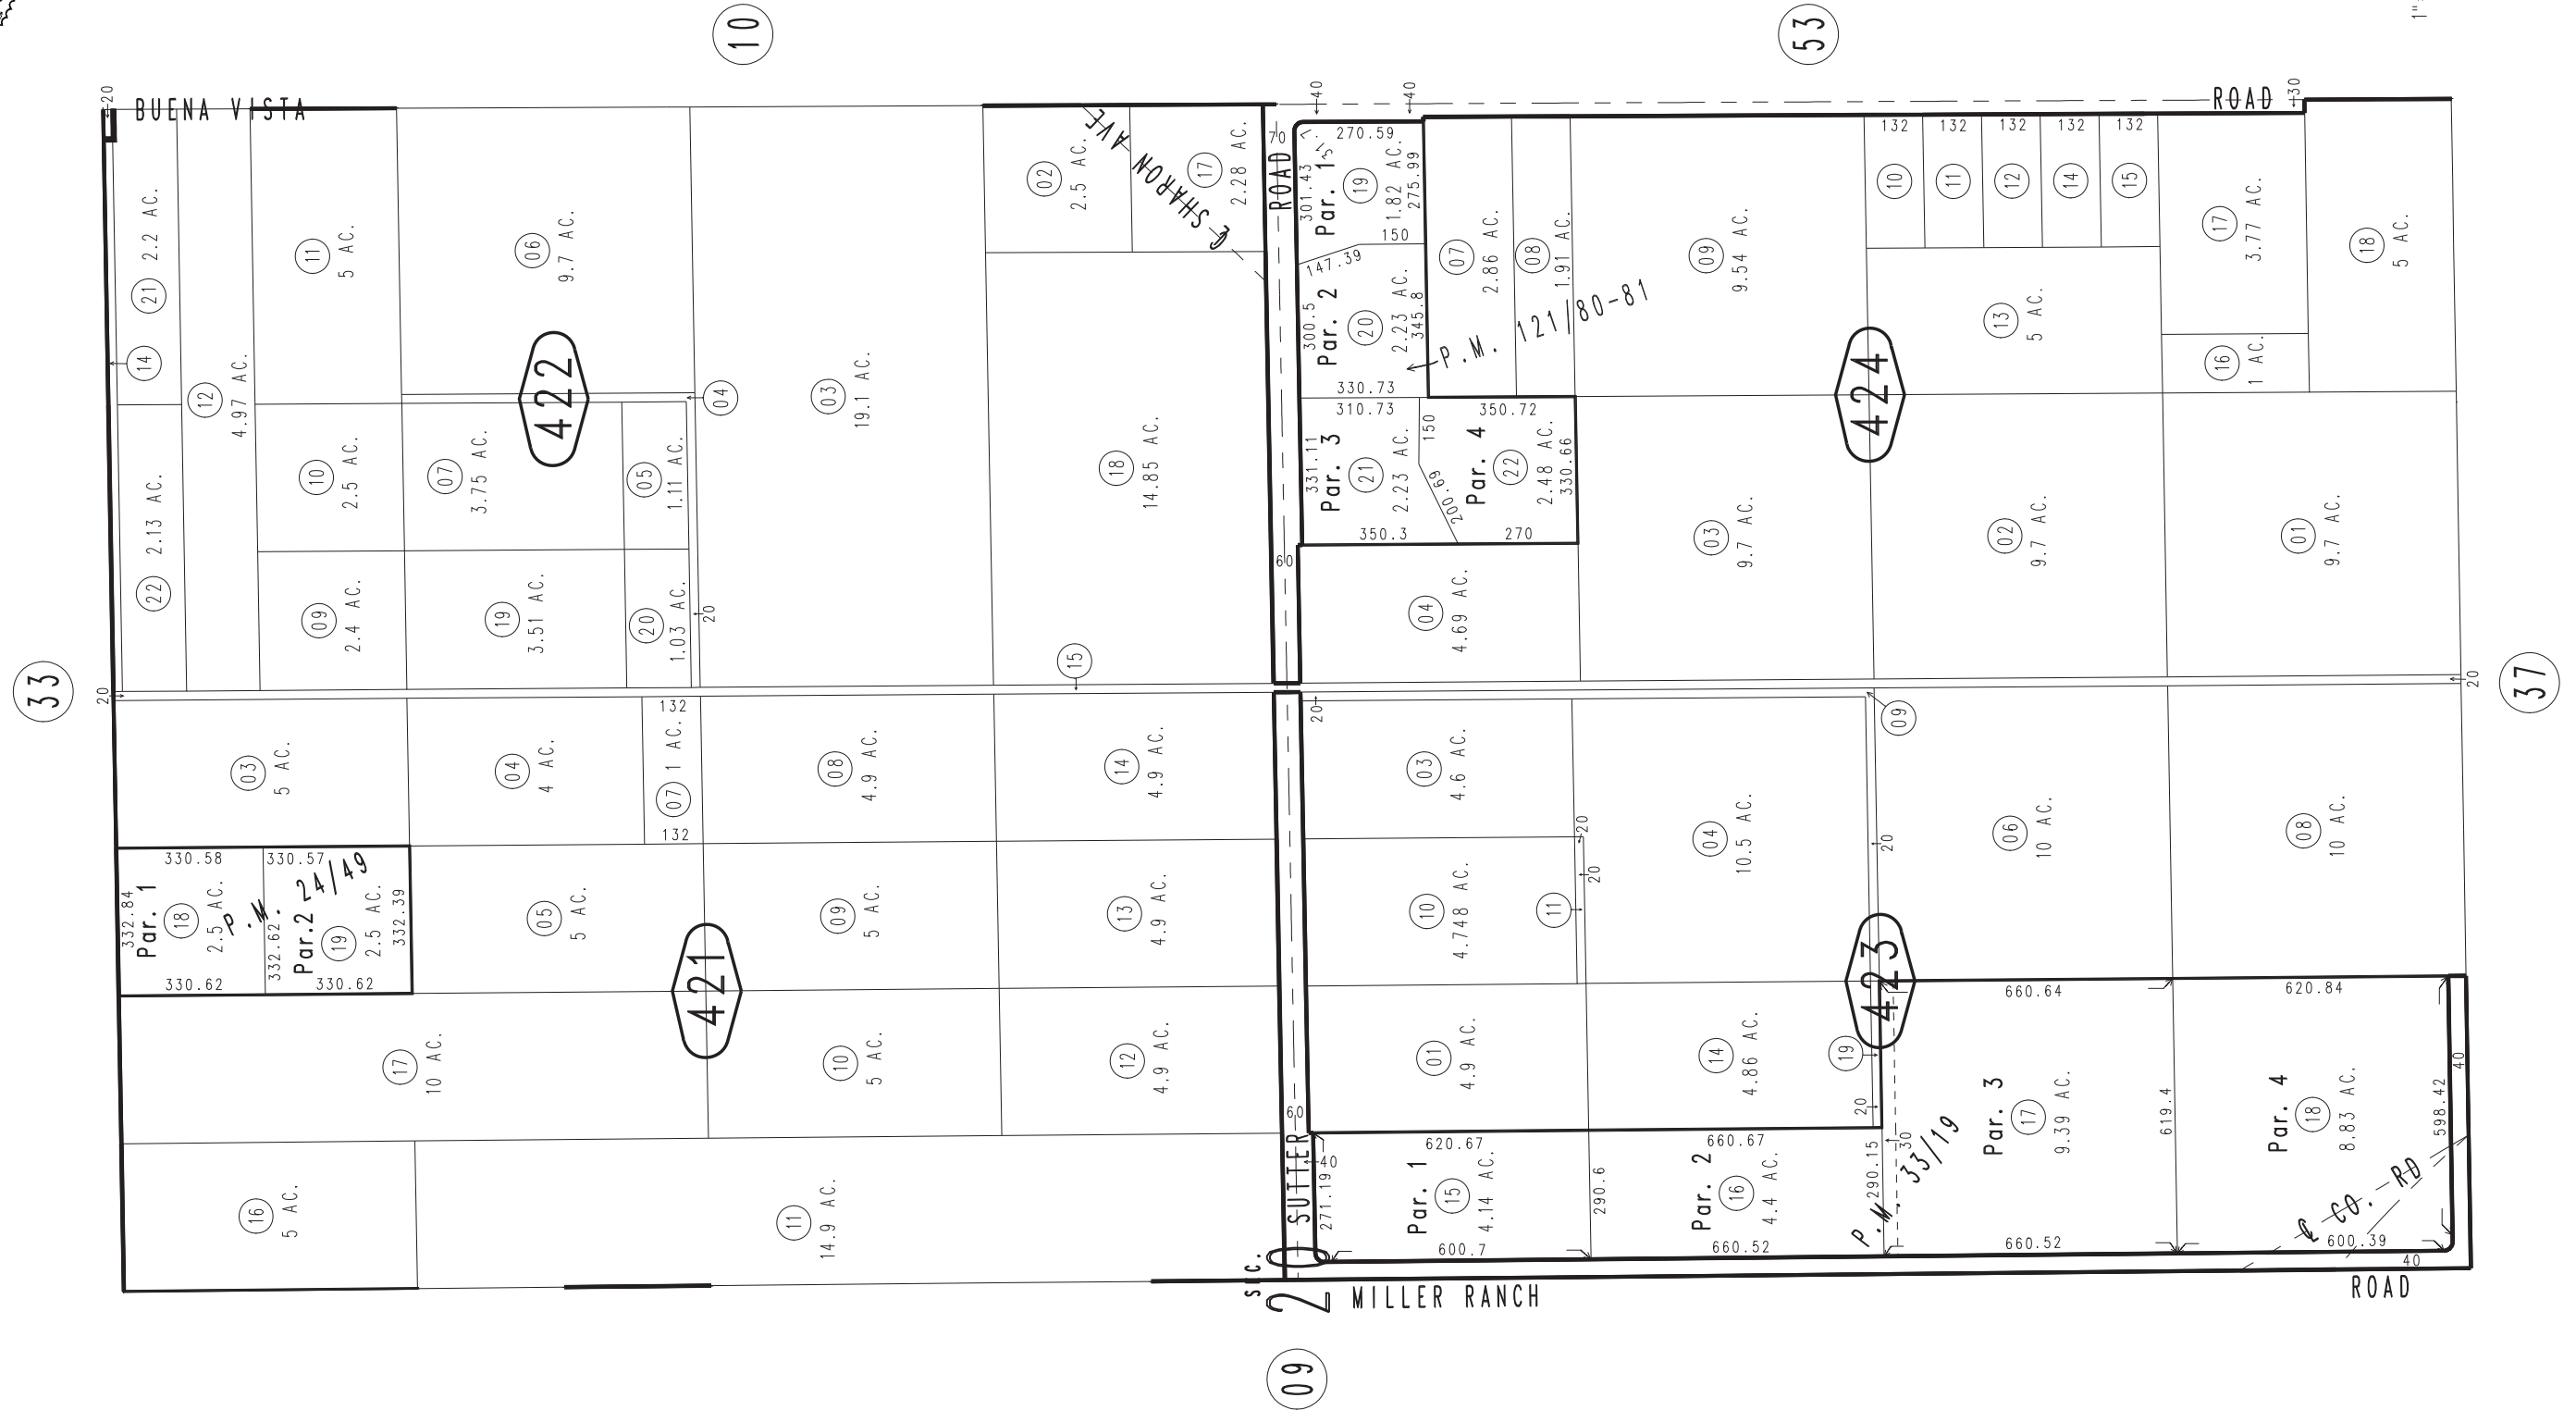 10
53
1"
20
BUENA VISTA
ROAD
30
40
40
21
2.2 AC.
14
12
4.97 AC.
22
2.13 AC.
11
5 AC.
06
9.7 AC.
422
04
10
2.5 AC.
07
3.75 AC.
05
1.11 AC.
09
2.4 AC.
19
3.51 AC.
20
1.03 AC.
20
03
19.1 AC.
02
2.5 AC.
17
2.28 AC.
℄ SHARON AVE
18
14.85 AC.
15
70
ROAD
60
270.59
301.43
Par. 1
19
1.82 AC.
275.99
150
147.39
300.5
Par. 2
20
2.23 AC.
345.8
330.73
P.M. 121/80-81
310.73
331.11
Par. 3
21
2.23 AC.
350.3
150
200.69
350.72
Par. 4
22
2.48 AC.
330.66
270
07
2.86 AC.
08
1.91 AC.
09
9.54 AC.
132
132
132
132
132
10
11
12
14
15
13
5 AC.
17
3.77 AC.
16
1 AC.
18
5 AC.
424
04
4.69 AC.
03
9.7 AC.
02
9.7 AC.
01
9.7 AC.
33
20
37
20
03
5 AC.
04
4 AC.
132
07
1 AC.
132
08
4.9 AC.
14
4.9 AC.
330.58
332.84
Par. 1
18
2.5 AC.
330.62
P.M. 24/49
330.57
332.62
Par.2
19
2.5 AC.
332.39
330.62
05
5 AC.
09
5 AC.
13
4.9 AC.
421
17
10 AC.
10
5 AC.
12
4.9 AC.
16
5 AC.
11
14.9 AC.
20
03
4.6 AC.
09
10
4.748 AC.
11
20
20
04
10.5 AC.
20
06
10 AC.
08
10 AC.
423
01
4.9 AC.
14
4.86 AC.
19
20
60
SUTTER
40
620.67
271.19
Par. 1
15
4.14 AC.
600.7
290.6
660.67
Par. 2
16
4.4 AC.
660.52
290.15
30
P.M. 33/19
660.64
Par. 3
17
9.39 AC.
660.52
619.4
620.84
Par. 4
18
8.83 AC.
598.42
40
℄ CO. RD
600.39
40
2
MILLER RANCH
ROAD
09